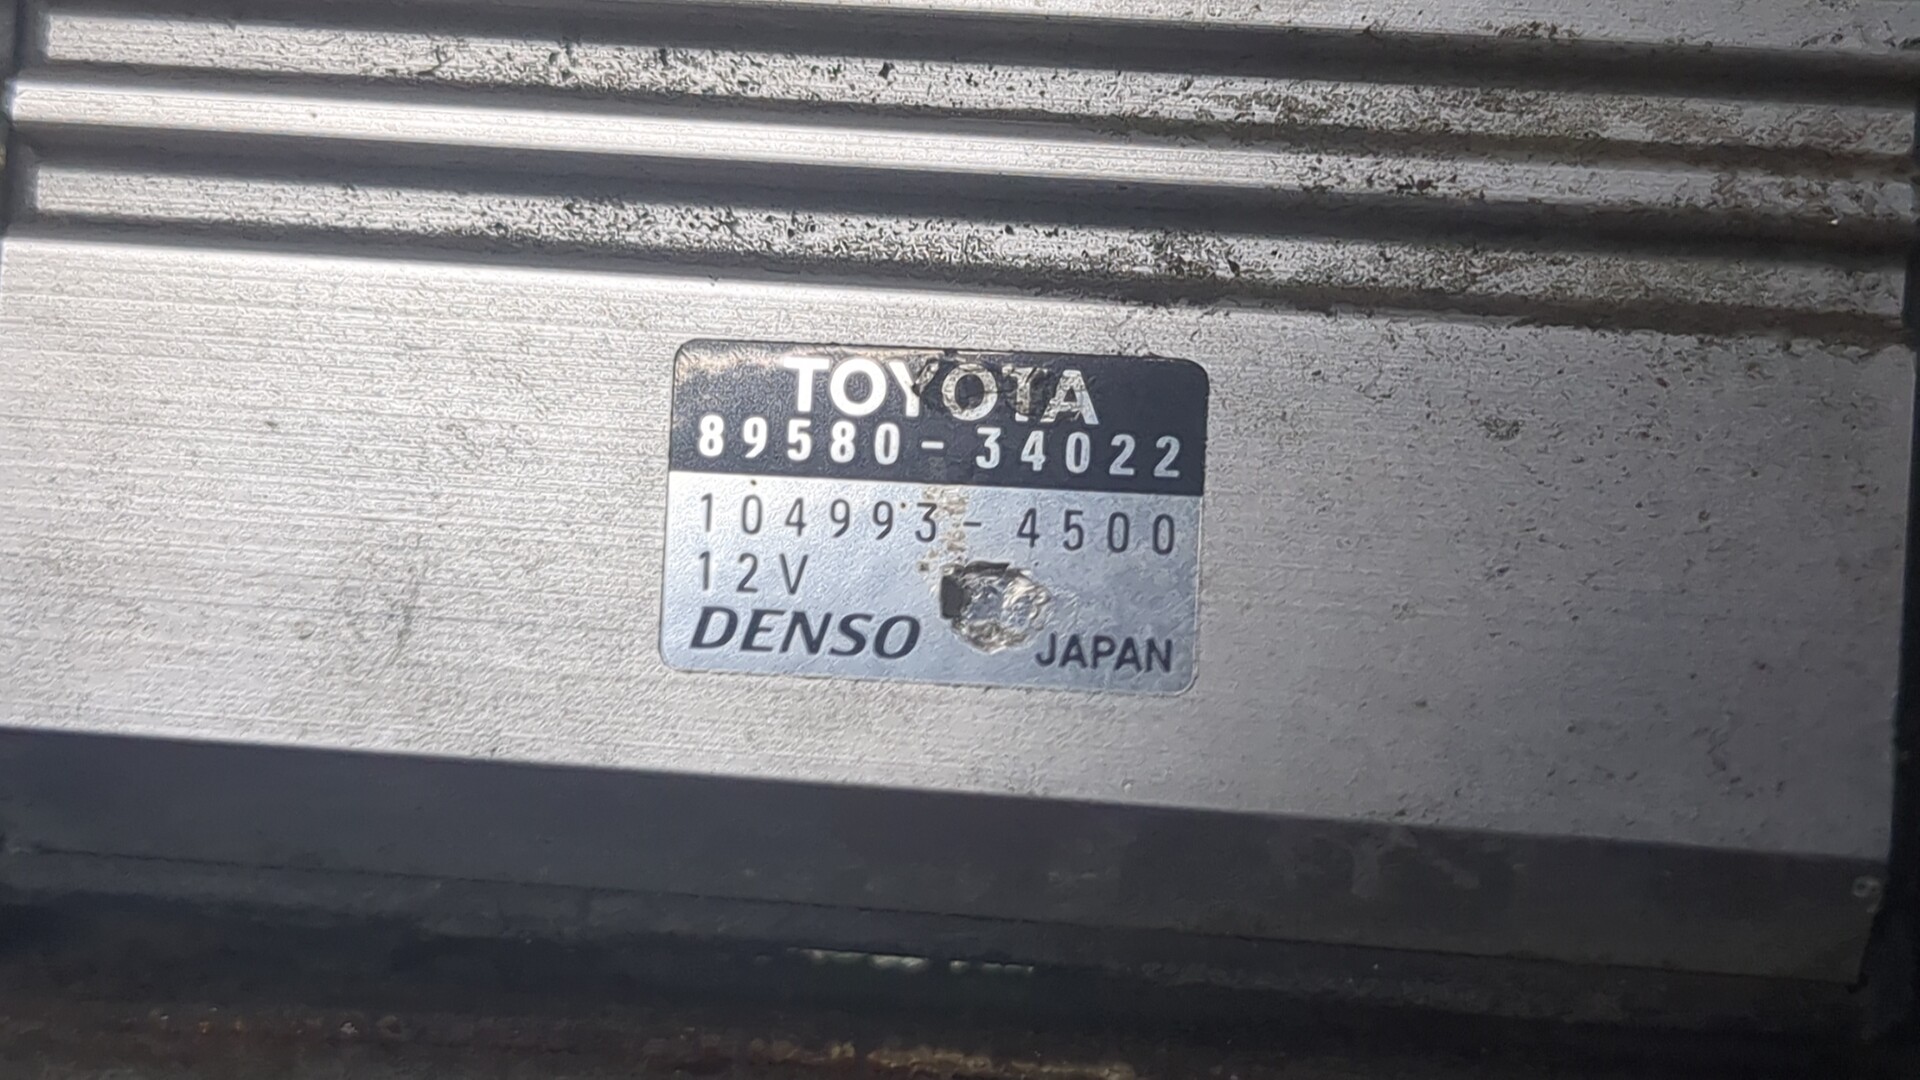 TOYOTA
89580-34022
104993-4500
12V
DENSO JAPAN